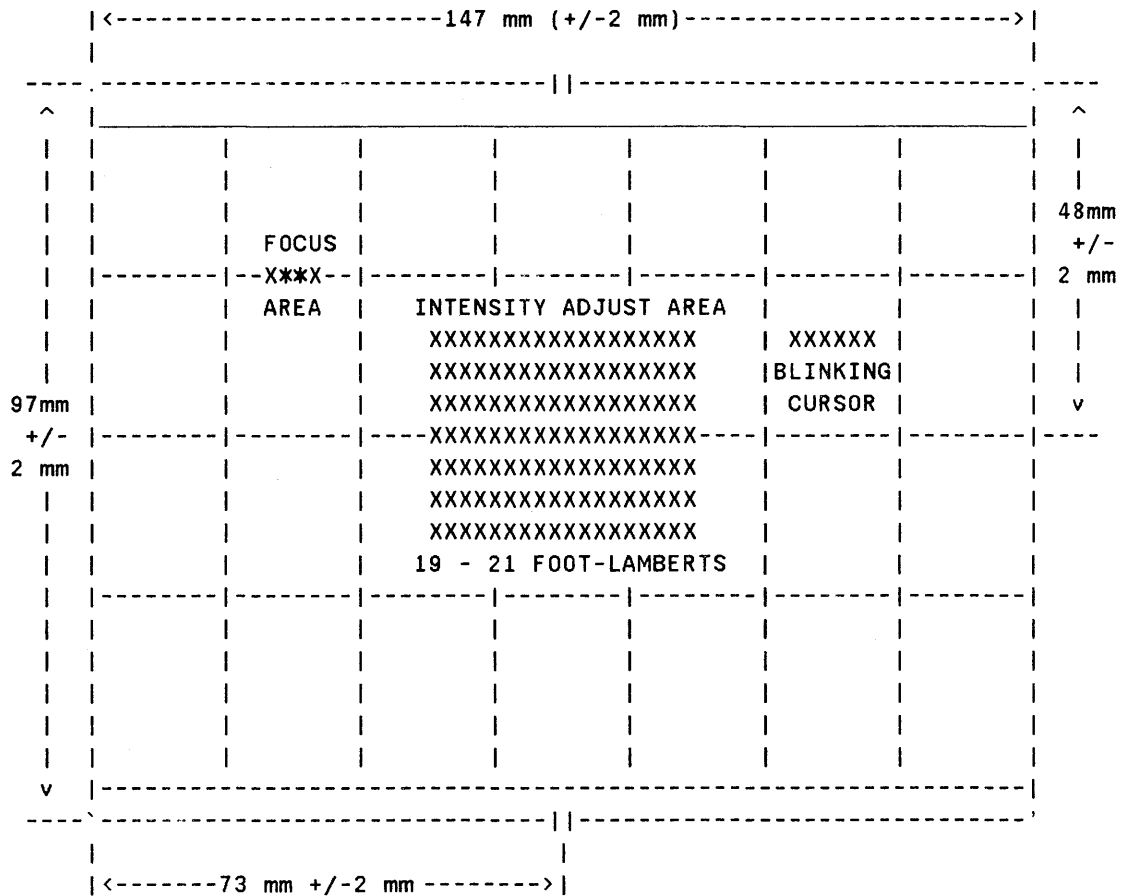 |<-----------------------147 mm (+/-2 mm)---------------------->|
48mm
FOCUS +/-
X**X 2 mm
AREA INTENSITY ADJUST AREA
XXXXXXXXXXXXXXXXXX XXXXXX
XXXXXXXXXXXXXXXXXX BLINKING
97mm XXXXXXXXXXXXXXXXXX CURSOR
+/- XXXXXXXXXXXXXXXXXX
2 mm XXXXXXXXXXXXXXXXXX
XXXXXXXXXXXXXXXXXX
XXXXXXXXXXXXXXXXXX
19 - 21 FOOT-LAMBERTS
|<-------73 mm +/-2 mm -------->|